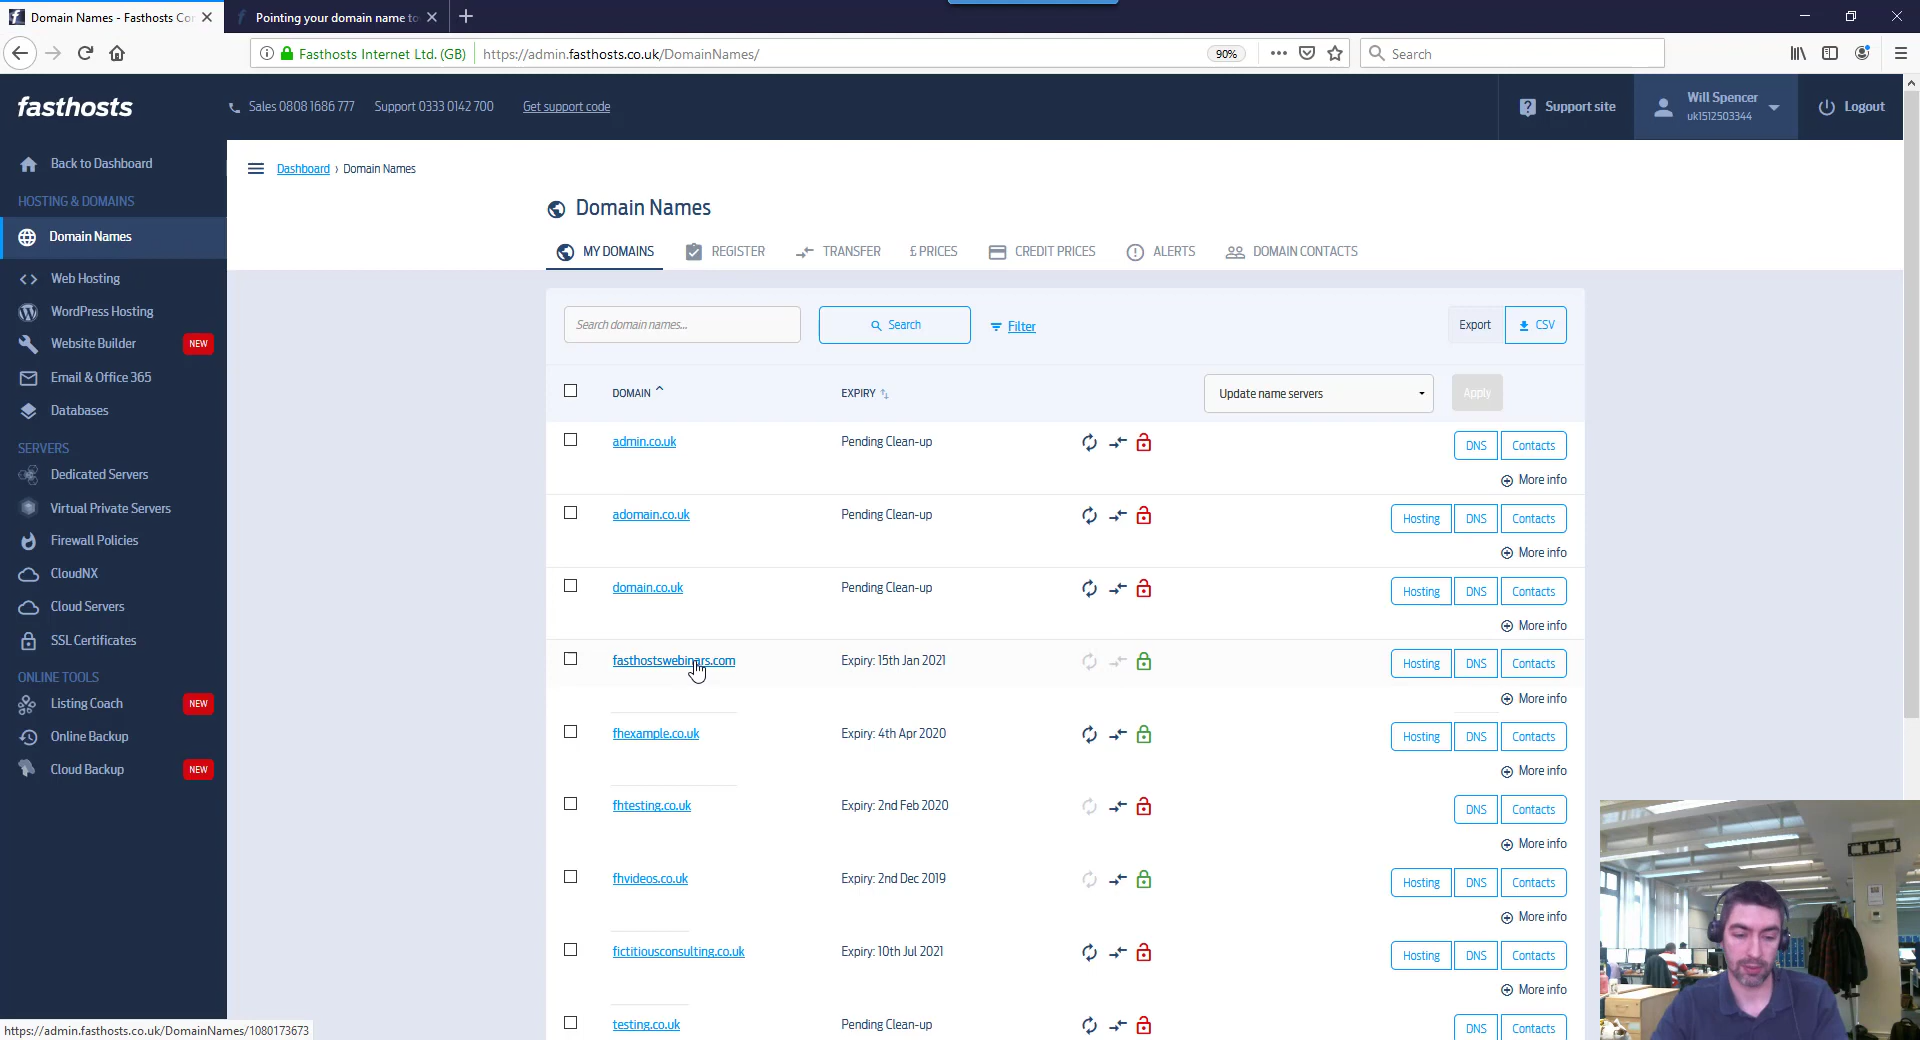 Domain Names - Fasthosts Co
Pointing your domain name to
Fasthosts Internet Ltd. (GB)
https://admin.fasthosts.co.uk/DomainNames/
90%
Search
fasthosts
Sales 0808 1686 777
Support 0333 0142 700
Get support code
Support site
Will Spencer
uk1512503344
Logout
Back to Dashboard
HOSTING & DOMAINS
Domain Names
Web Hosting
WordPress Hosting
Website Builder
NEW
Email & Office 365
Databases
SERVERS
Dedicated Servers
Virtual Private Servers
Firewall Policies
CloudNX
Cloud Servers
SSL Certificates
ONLINE TOOLS
Listing Coach
NEW
Online Backup
Cloud Backup
NEW
Dashboard › Domain Names
Domain Names
MY DOMAINS
REGISTER
TRANSFER
£ PRICES
CREDIT PRICES
ALERTS
DOMAIN CONTACTS
Search domain names...
Search
Filter
Export
CSV
DOMAIN
EXPIRY
Update name servers
Apply
admin.co.uk
Pending Clean-up
DNS
Contacts
More info
adomain.co.uk
Pending Clean-up
Hosting
DNS
Contacts
More info
domain.co.uk
Pending Clean-up
Hosting
DNS
Contacts
More info
fasthostswebinars.com
Expiry: 15th Jan 2021
Hosting
DNS
Contacts
More info
fhexample.co.uk
Expiry: 4th Apr 2020
Hosting
DNS
Contacts
More info
fhtesting.co.uk
Expiry: 2nd Feb 2020
DNS
Contacts
More info
fhvideos.co.uk
Expiry: 2nd Dec 2019
Hosting
DNS
Contacts
More info
fictitiousconsulting.co.uk
Expiry: 10th Jul 2021
Hosting
DNS
Contacts
More info
testing.co.uk
Pending Clean-up
DNS
Contacts
https://admin.fasthosts.co.uk/DomainNames/1080173673